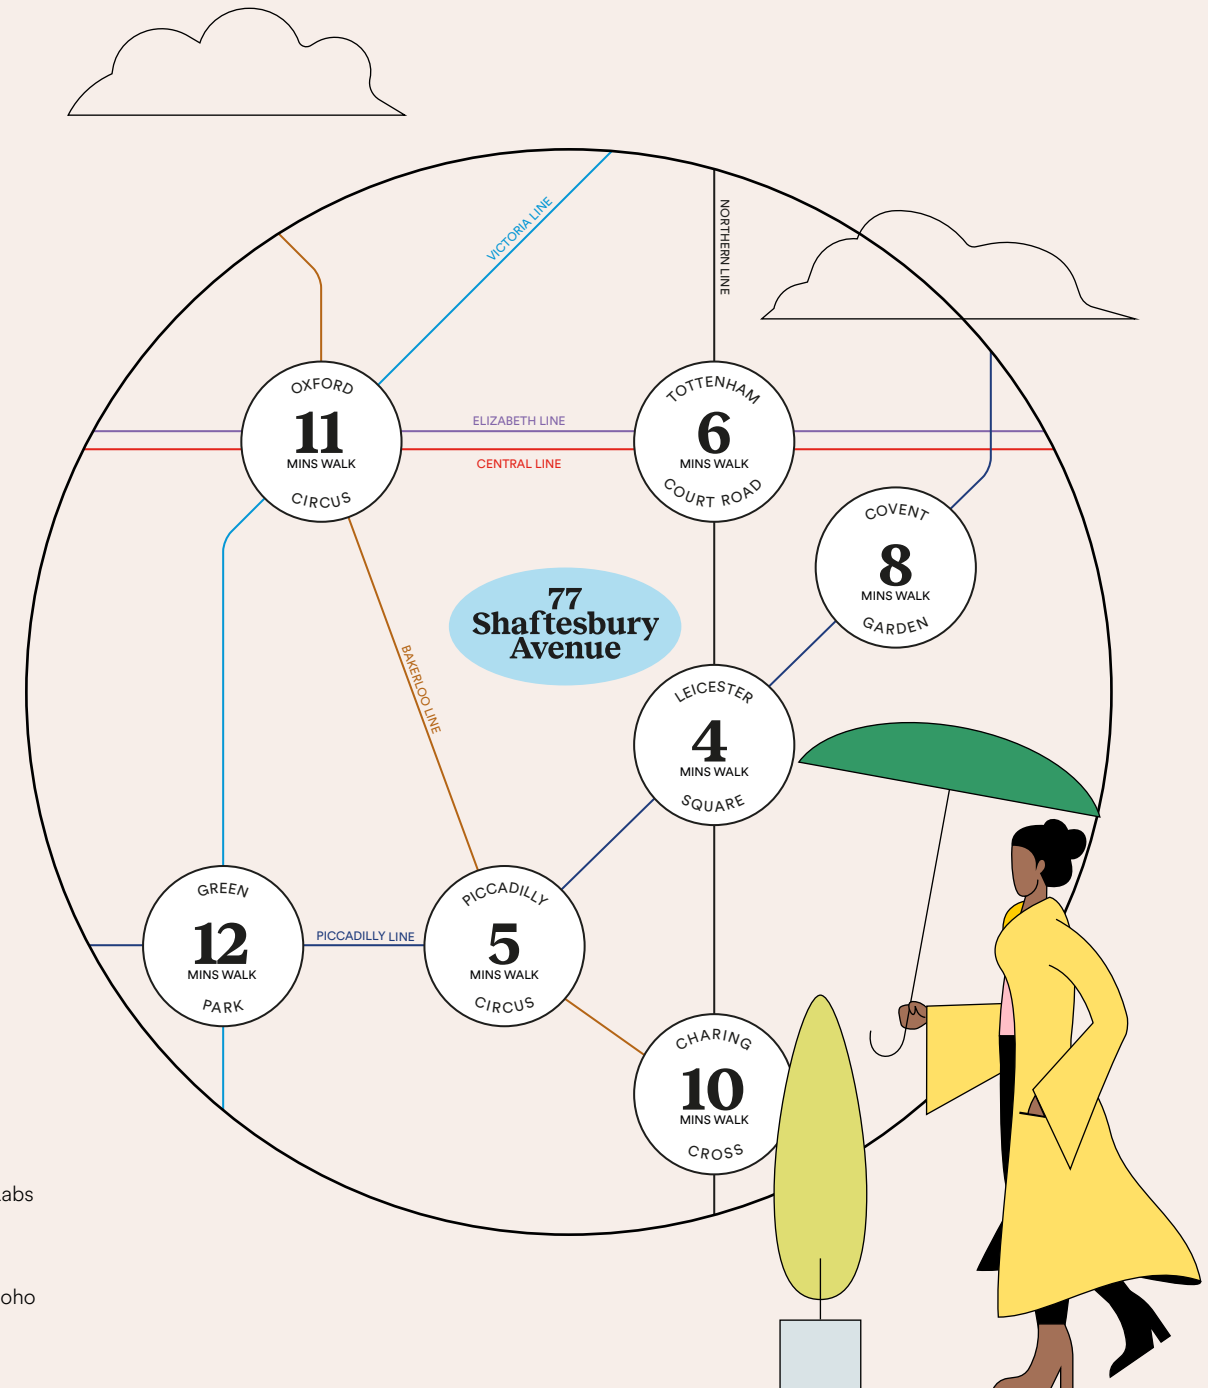 VICTORIA LINE
NORTHERN LINE
OXFORD
11
MINS WALK
CIRCUS
ELIZABETH LINE
CENTRAL LINE
TOTTENHAM
6
MINS WALK
COURT ROAD
COVENT
8
MINS WALK
GARDEN
77
Shaftesbury
Avenue
BAKERLOO LINE
LEICESTER
4
MINS WALK
SQUARE
GREEN
12
MINS WALK
PARK
PICCADILLY LINE
PICCADILLY
5
MINS WALK
CIRCUS
CHARING
10
MINS WALK
CROSS